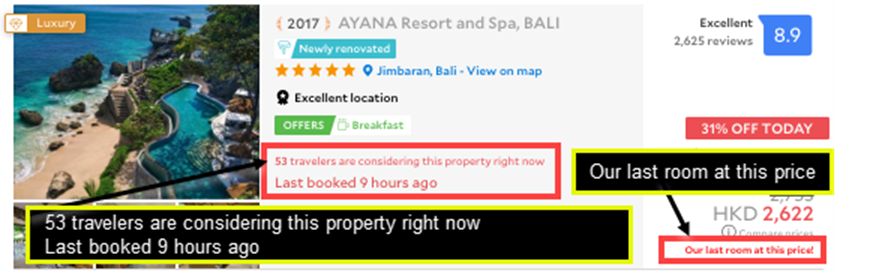 Luxury
2017 AYANA Resort and Spa, BALI
Newly renovated
Jimbaran, Bali - View on map
Excellent location
OFFERS Breakfast
53 travelers are considering this property right now
Last booked 9 hours ago
Excellent
2,625 reviews
8.9
31% OFF TODAY
Our last room at this price
2,755
HKD 2,622
Compare prices
Our last room at this price!
53 travelers are considering this property right now
Last booked 9 hours ago